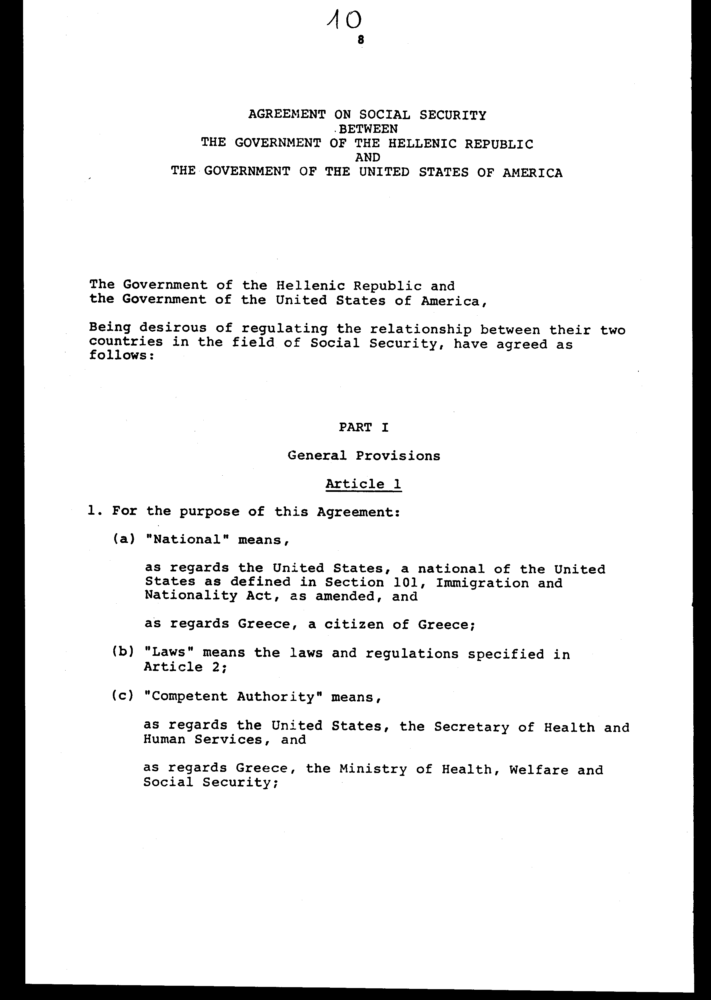 10
8
AGREEMENT ON SOCIAL SECURITY
BETWEEN
THE GOVERNMENT OF THE HELLENIC REPUBLIC
AND
THE GOVERNMENT OF THE UNITED STATES OF AMERICA
The Government of the Hellenic Republic and
the Government of the United States of America,
Being desirous of regulating the relationship between their two
countries in the field of Social Security, have agreed as
follows:
PART I
General Provisions
Article 1
1. For the purpose of this Agreement:
(a) "National" means,
as regards the United States, a national of the United
States as defined in Section 101, Immigration and
Nationality Act, as amended, and
as regards Greece, a citizen of Greece;
(b) "Laws" means the laws and regulations specified in
Article 2;
(c) "Competent Authority" means,
as regards the United States, the Secretary of Health and
Human Services, and
as regards Greece, the Ministry of Health, Welfare and
Social Security;